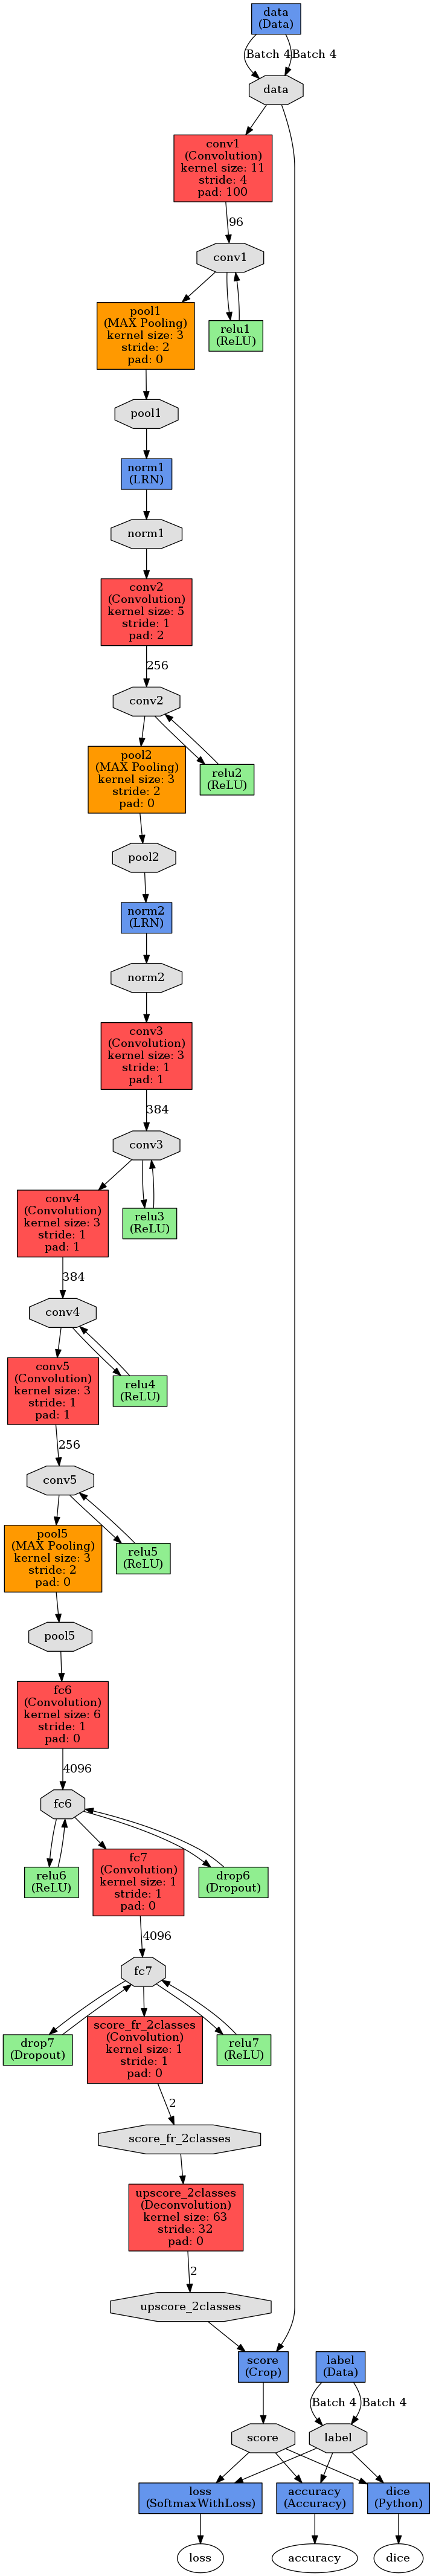 data
(Data)
Batch 4
Batch 4
data
conv1
(Convolution)
kernel size: 11
stride: 4
pad: 100
96
conv1
pool1
(MAX Pooling)
kernel size: 3
stride: 2
pad: 0
relu1
(ReLU)
pool1
norm1
(LRN)
norm1
conv2
(Convolution)
kernel size: 5
stride: 1
pad: 2
256
conv2
pool2
(MAX Pooling)
kernel size: 3
stride: 2
pad: 0
relu2
(ReLU)
pool2
norm2
(LRN)
norm2
conv3
(Convolution)
kernel size: 3
stride: 1
pad: 1
384
conv3
conv4
(Convolution)
kernel size: 3
stride: 1
pad: 1
relu3
(ReLU)
384
conv4
conv5
(Convolution)
kernel size: 3
stride: 1
pad: 1
relu4
(ReLU)
256
conv5
pool5
(MAX Pooling)
kernel size: 3
stride: 2
pad: 0
relu5
(ReLU)
pool5
fc6
(Convolution)
kernel size: 6
stride: 1
pad: 0
4096
fc6
relu6
(ReLU)
fc7
(Convolution)
kernel size: 1
stride: 1
pad: 0
drop6
(Dropout)
4096
fc7
drop7
(Dropout)
score_fr_2classes
(Convolution)
kernel size: 1
stride: 1
pad: 0
relu7
(ReLU)
2
score_fr_2classes
upscore_2classes
(Deconvolution)
kernel size: 63
stride: 32
pad: 0
2
upscore_2classes
score
(Crop)
label
(Data)
Batch 4
Batch 4
score
label
loss
(SoftmaxWithLoss)
accuracy
(Accuracy)
dice
(Python)
loss
accuracy
dice